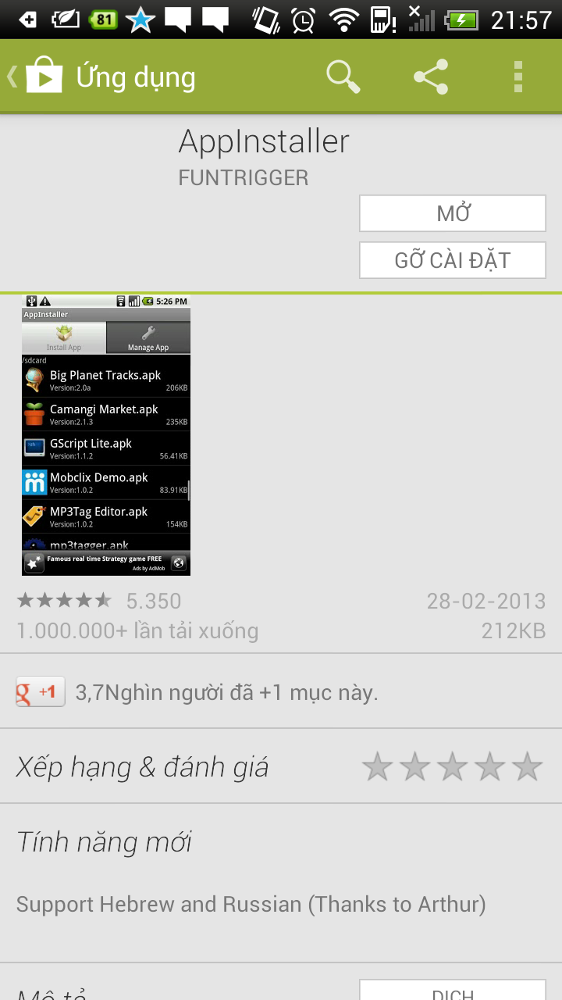 81
21:57
Ứng dụng
AppInstaller
FUNTRIGGER
MỞ
GỠ CÀI ĐẶT
5:26 PM
AppInstaller
Install App
Manage App
/sdcard
Big Planet Tracks.apk
Version:2.0a 206KB
Camangi Market.apk
Version:2.1.3 235KB
GScript Lite.apk
Version:1.1.2 56.41KB
Mobclix Demo.apk
Version:1.0.2 83.91KB
MP3Tag Editor.apk
Version:1.0.2 154KB
mp3tagger.apk
Famous real time Strategy game FREE
Ads by AdMob
5.350 28-02-2013
1.000.000+ lần tải xuống 212KB
g +1 3,7Nghìn người đã +1 mục này.
Xếp hạng & đánh giá
Tính năng mới
Support Hebrew and Russian (Thanks to Arthur)
Mô tả
DỊCH